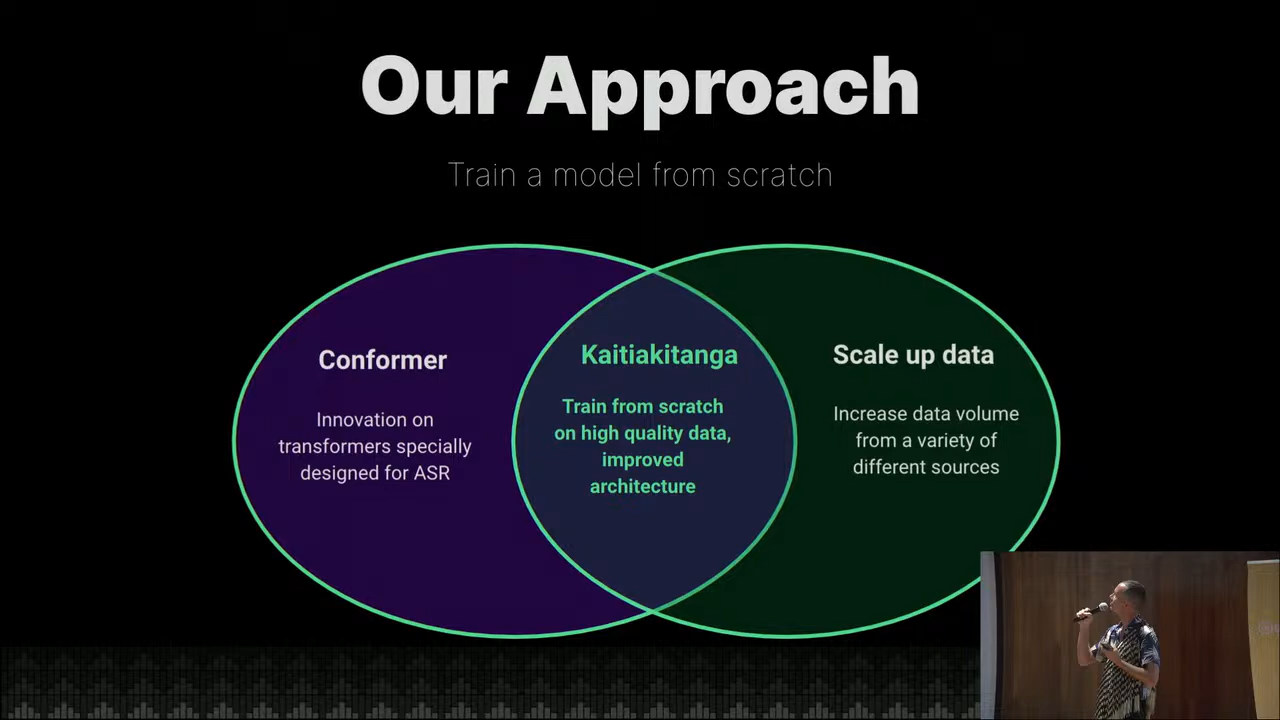 Our Approach
Train a model from scratch
Conformer
Innovation on
transformers specially
designed for ASR
Kaitiakitanga
Train from scratch
on high quality data,
improved
architecture
Scale up data
Increase data volume
from a variety of
different sources